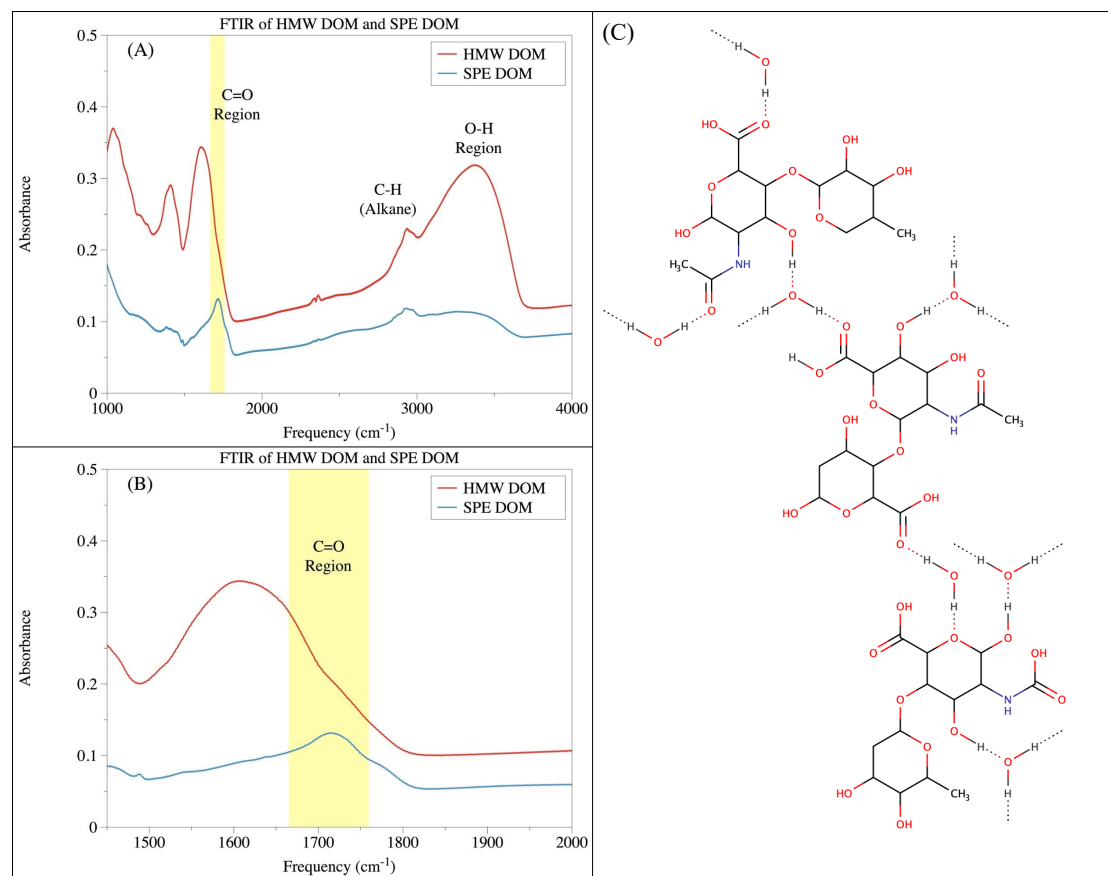 FTIR of HMW DOM and SPE DOM
(A)
HMW DOM
SPE DOM
C=O
Region
O-H
Region
C-H
(Alkane)
Absorbance
0.5
0.4
0.3
0.2
0.1
0
1000
2000
3000
4000
Frequency (cm-1)
FTIR of HMW DOM and SPE DOM
(B)
HMW DOM
SPE DOM
C=O
Region
Absorbance
0.5
0.4
0.3
0.2
0.1
0
1500
1600
1700
1800
1900
2000
Frequency (cm-1)
(C)
H
O
H
HO
O
OH
O
OH
O
O
HO
O
CH3
H3C
NH
H
O
H
O
H
H
O
H
O
O
H
H
O
H
H
O
OH
O
O
N
H
CH3
OH
O
HO
O
OH
O
H
O
H
H
O
H
H
OH
O
O
O
OH
N
H
O
O
O
H
H
O
H
O
HO
CH3
OH